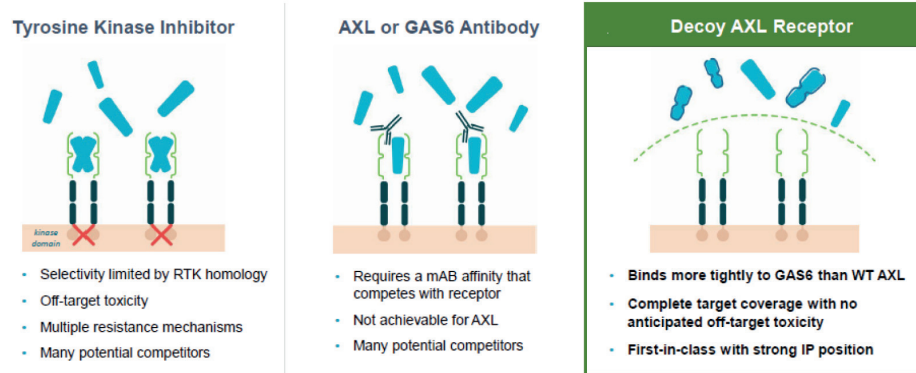 Tyrosine Kinase Inhibitor
kinase
domain
• Selectivity limited by RTK homology
• Off-target toxicity
• Multiple resistance mechanisms
• Many potential competitors
AXL or GAS6 Antibody
• Requires a mAB affinity that
competes with receptor
• Not achievable for AXL
• Many potential competitors
Decoy AXL Receptor
• Binds more tightly to GAS6 than WT AXL
• Complete target coverage with no
anticipated off-target toxicity
• First-in-class with strong IP position